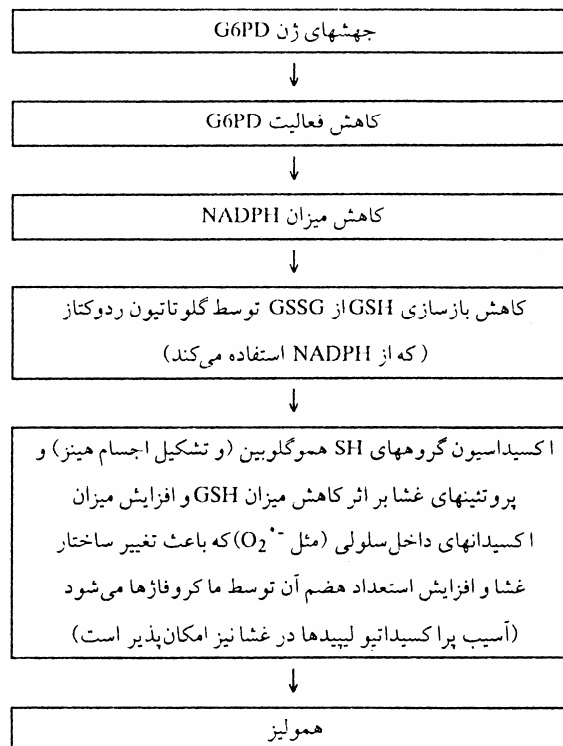 جهشهای ژن G6PD
↓
کاهش فعالیت G6PD
↓
کاهش میزان NADPH
↓
کاهش بازسازی GSH از GSSG توسط گلوتاتیون ردوکتاز
(که از NADPH استفاده می‌کند)
↓
اکسیداسیون گروههای SH هموگلوبین (و تشکیل اجسام هینز) و
پروتئینهای غشا بر اثر کاهش میزان GSH و افزایش میزان
اکسیدانهای داخل‌سلولی (مثل O₂•⁻) که باعث تغییر ساختار
غشا و افزایش استعداد هضم آن توسط ماکروفاژها می‌شود
(آسیب پراکسیداتیو لیپیدها در غشا نیز امکان‌پذیر است)
↓
همولیز